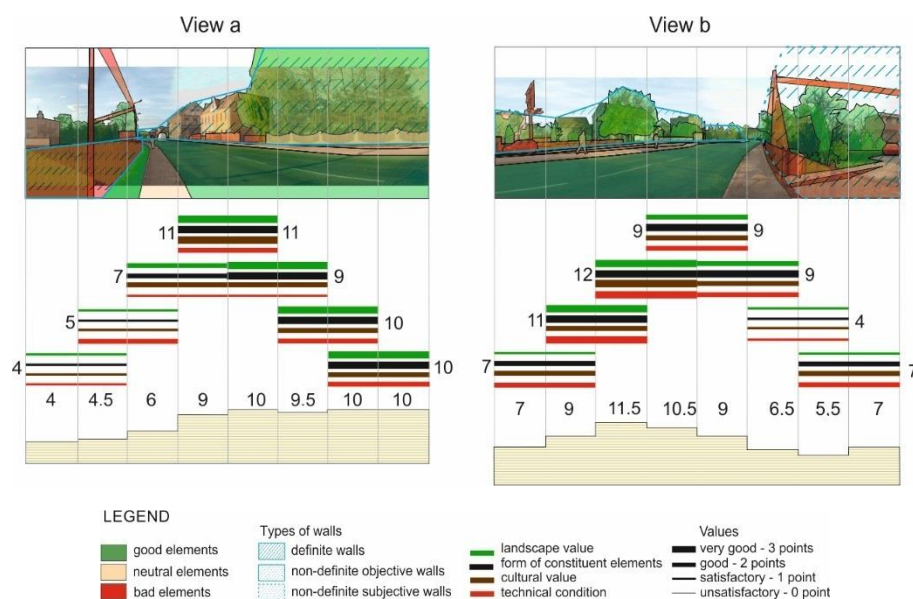 View a
View b
11 11
9 9
7 9
12 9
5 10
11 4
4 10
7 7
4 4.5 6 9 10 9.5 10 10
7 9 11.5 10.5 9 6.5 5.5 7
LEGEND
good elements
neutral elements
bad elements
Types of walls
definite walls
non-definite objective walls
non-definite subjective walls
landscape value
form of constituent elements
cultural value
technical condition
Values
very good - 3 points
good - 2 points
satisfactory - 1 point
unsatisfactory - 0 point